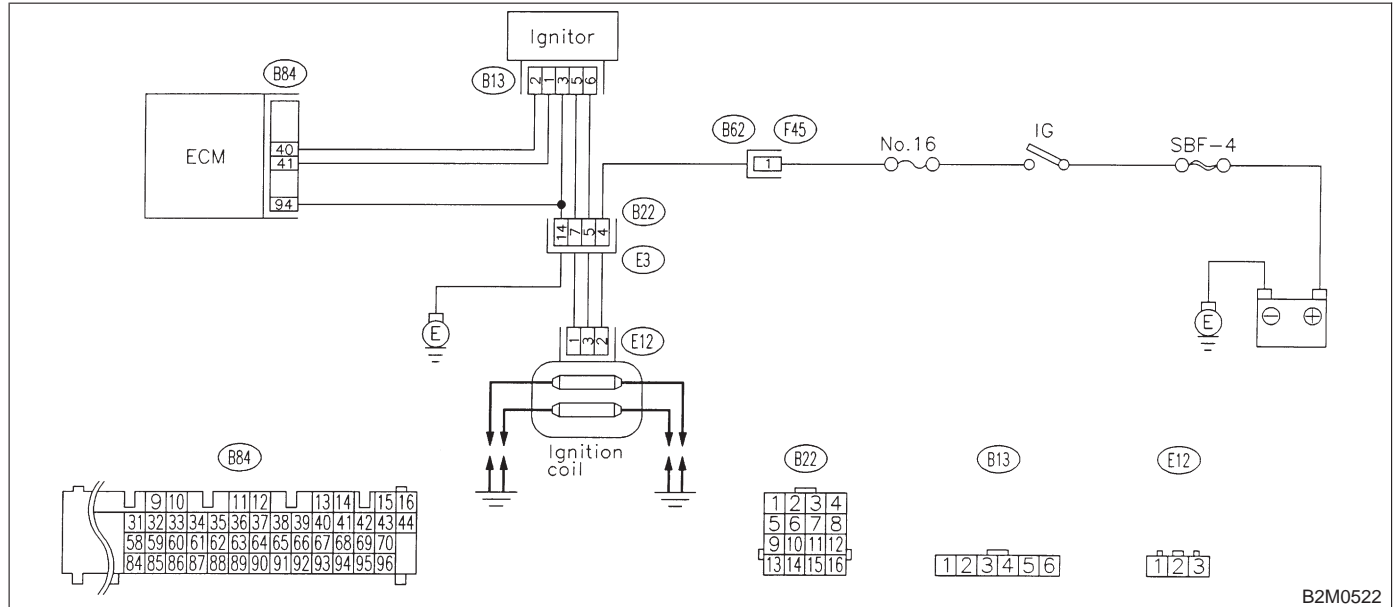 Ignitor
B84
B13
2 1 3 5 6
B62 F45
No.16
IG
SBF-4
ECM
40
41
94
1
B22
14 7 5 4
E3
E
E
− +
1 3 2
E12
Ignition
coil
B84
B22
B13
E12
9 10 11 12 13 14 15 16
31 32 33 34 35 36 37 38 39 40 41 42 43 44
58 59 60 61 62 63 64 65 66 67 68 69 70
84 85 86 87 88 89 90 91 92 93 94 95 96
1 2 3 4
5 6 7 8
9 10 11 12
13 14 15 16
1 2 3 4 5 6
1 2 3
B2M0522